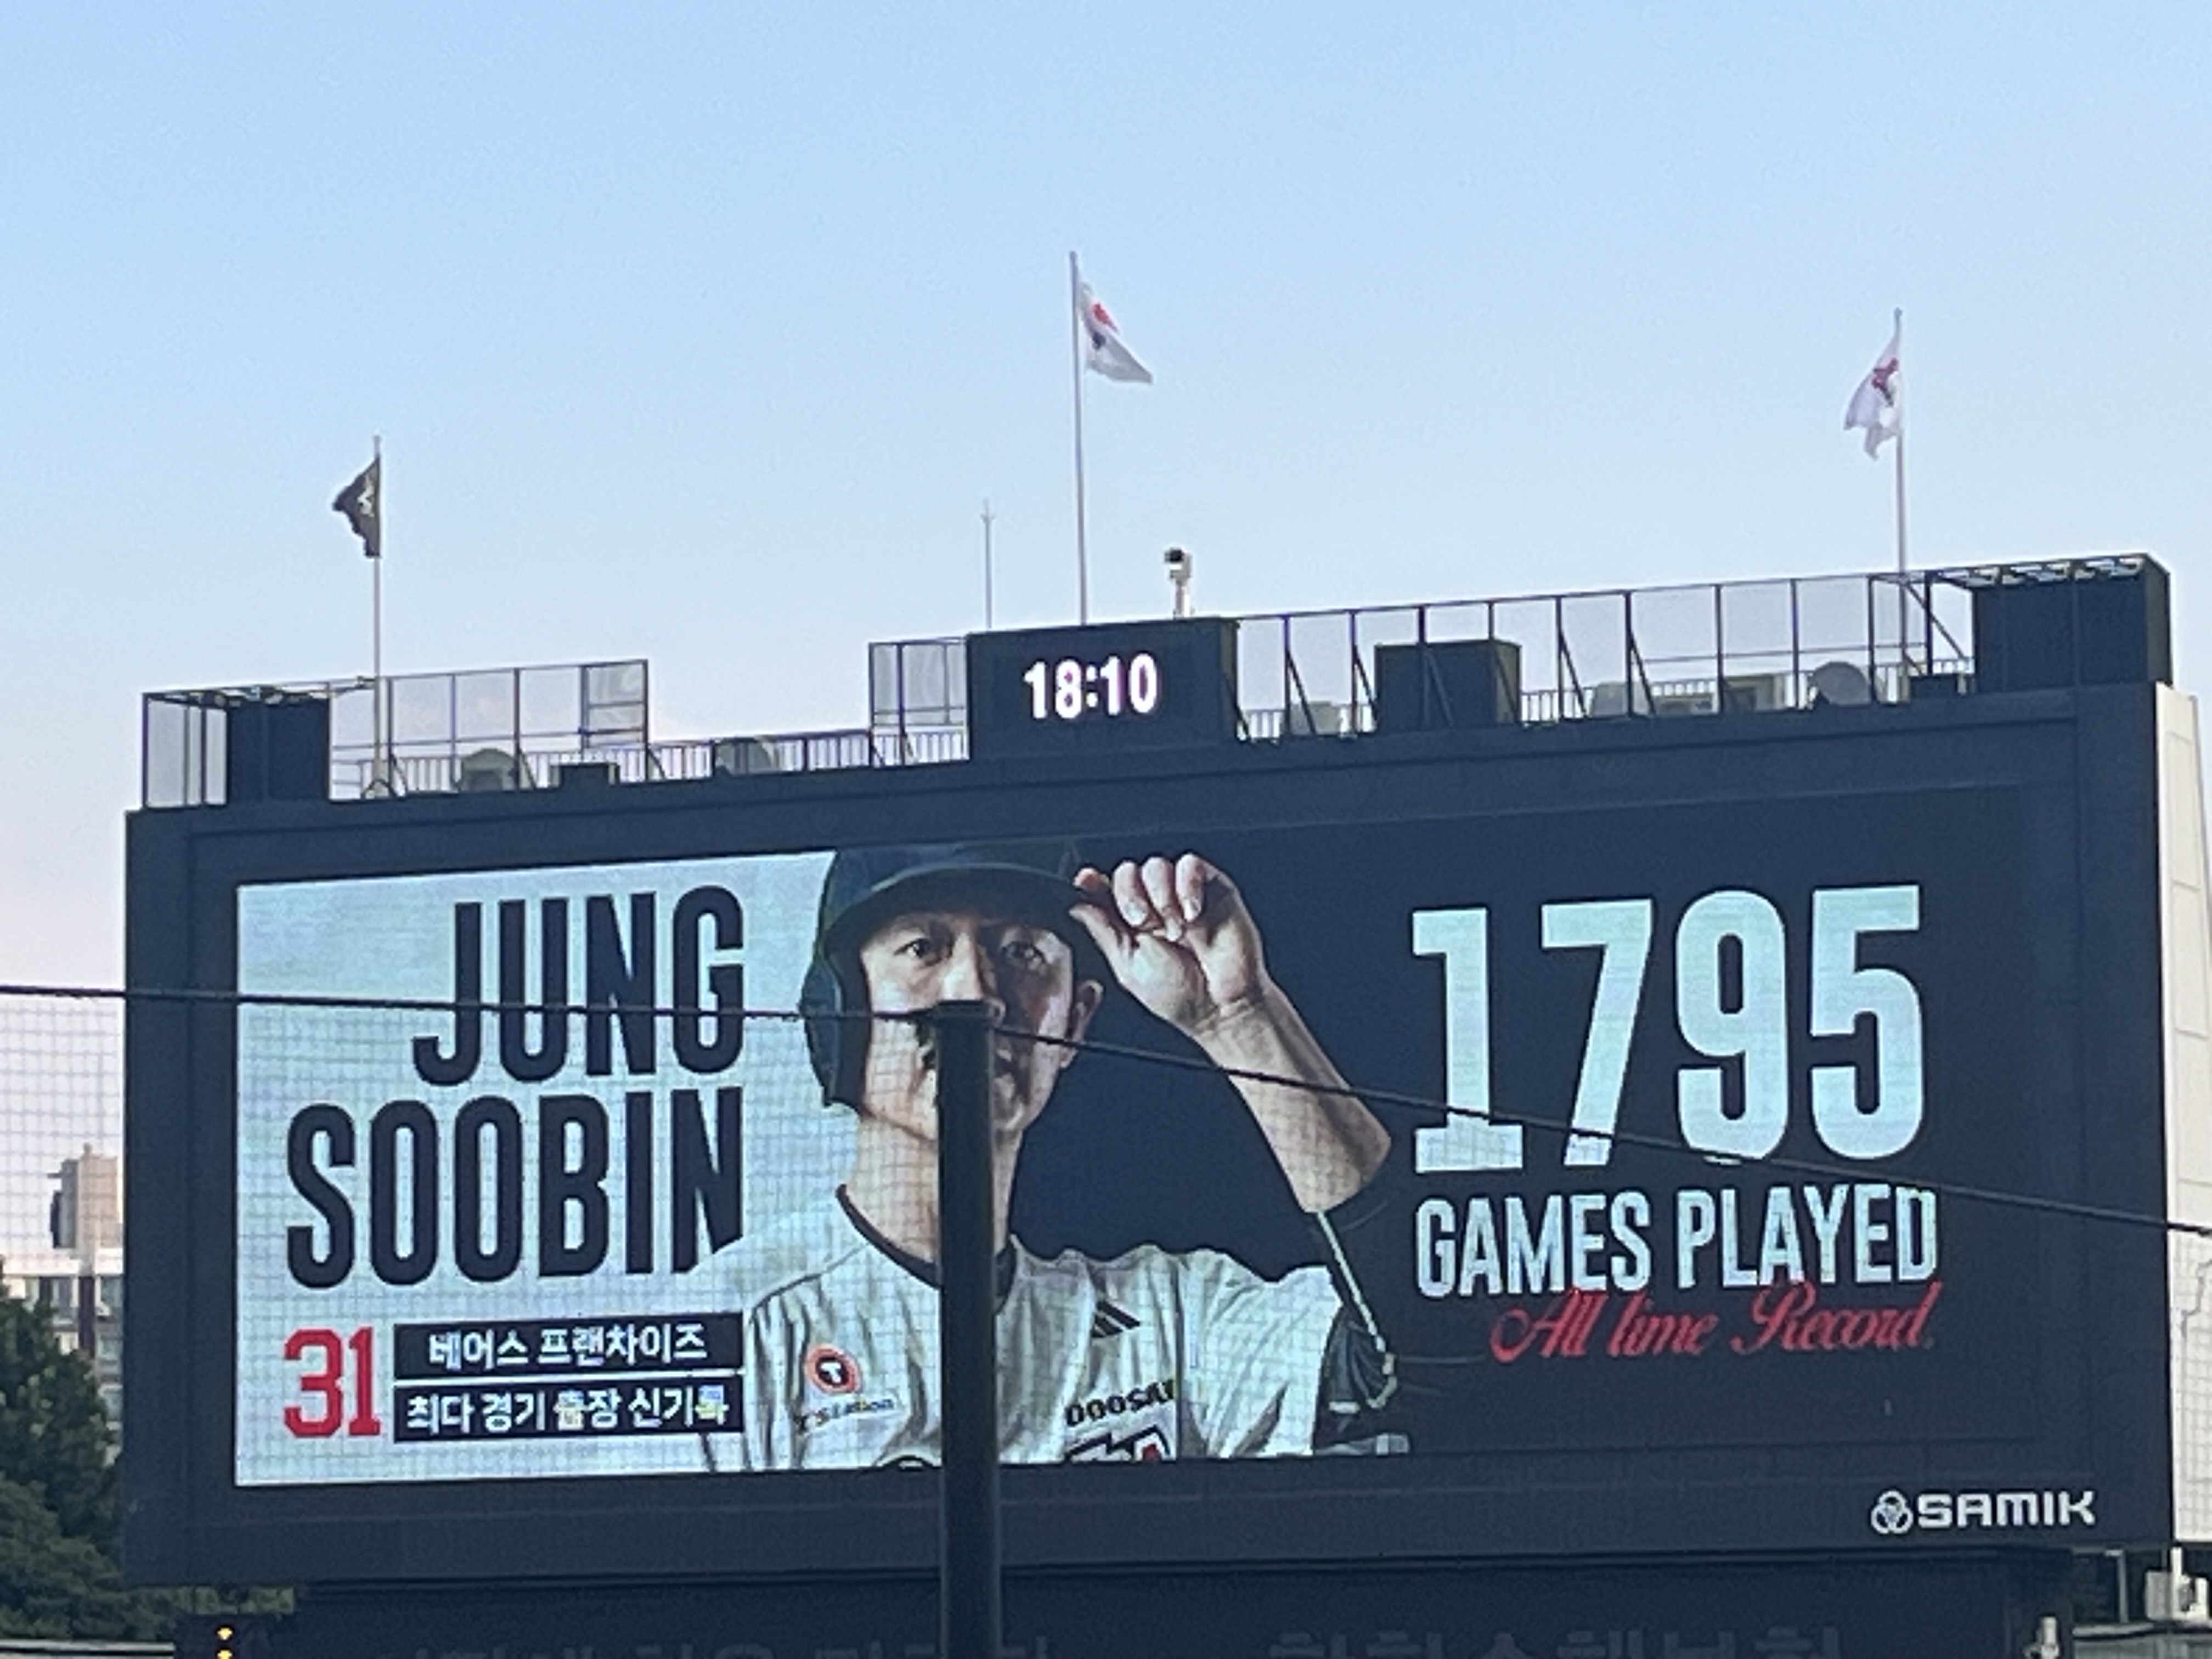 18:10
JUNG
SOOBIN
31
베어스 프랜차이즈
최다 경기 출장 신기록
1795
GAMES PLAYED
All time Record
DOOSAN
SAMIK